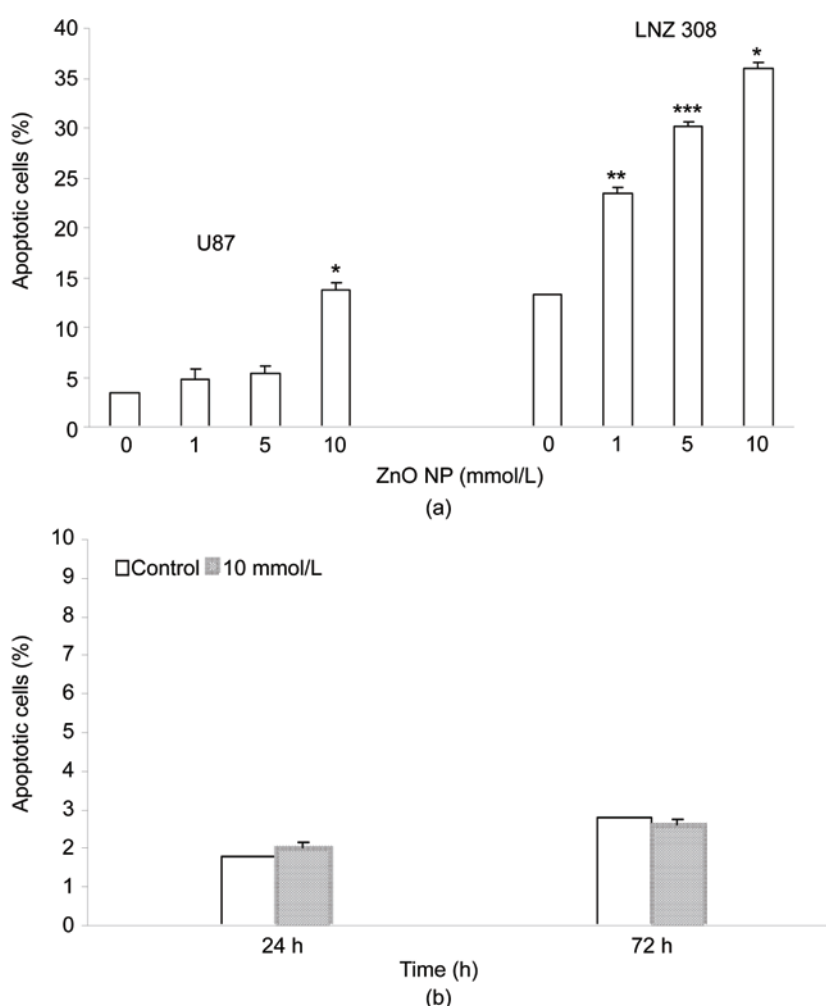 40
LNZ 308
*
35
***
30
**
25
20
U87
15
*
10
5
0
Apoptotic cells (%)
0 1 5 10 0 1 5 10
ZnO NP (mmol/L)
(a)
10
Control 10 mmol/L
9
8
7
6
5
4
3
2
1
0
Apoptotic cells (%)
24 h 72 h
Time (h)
(b)